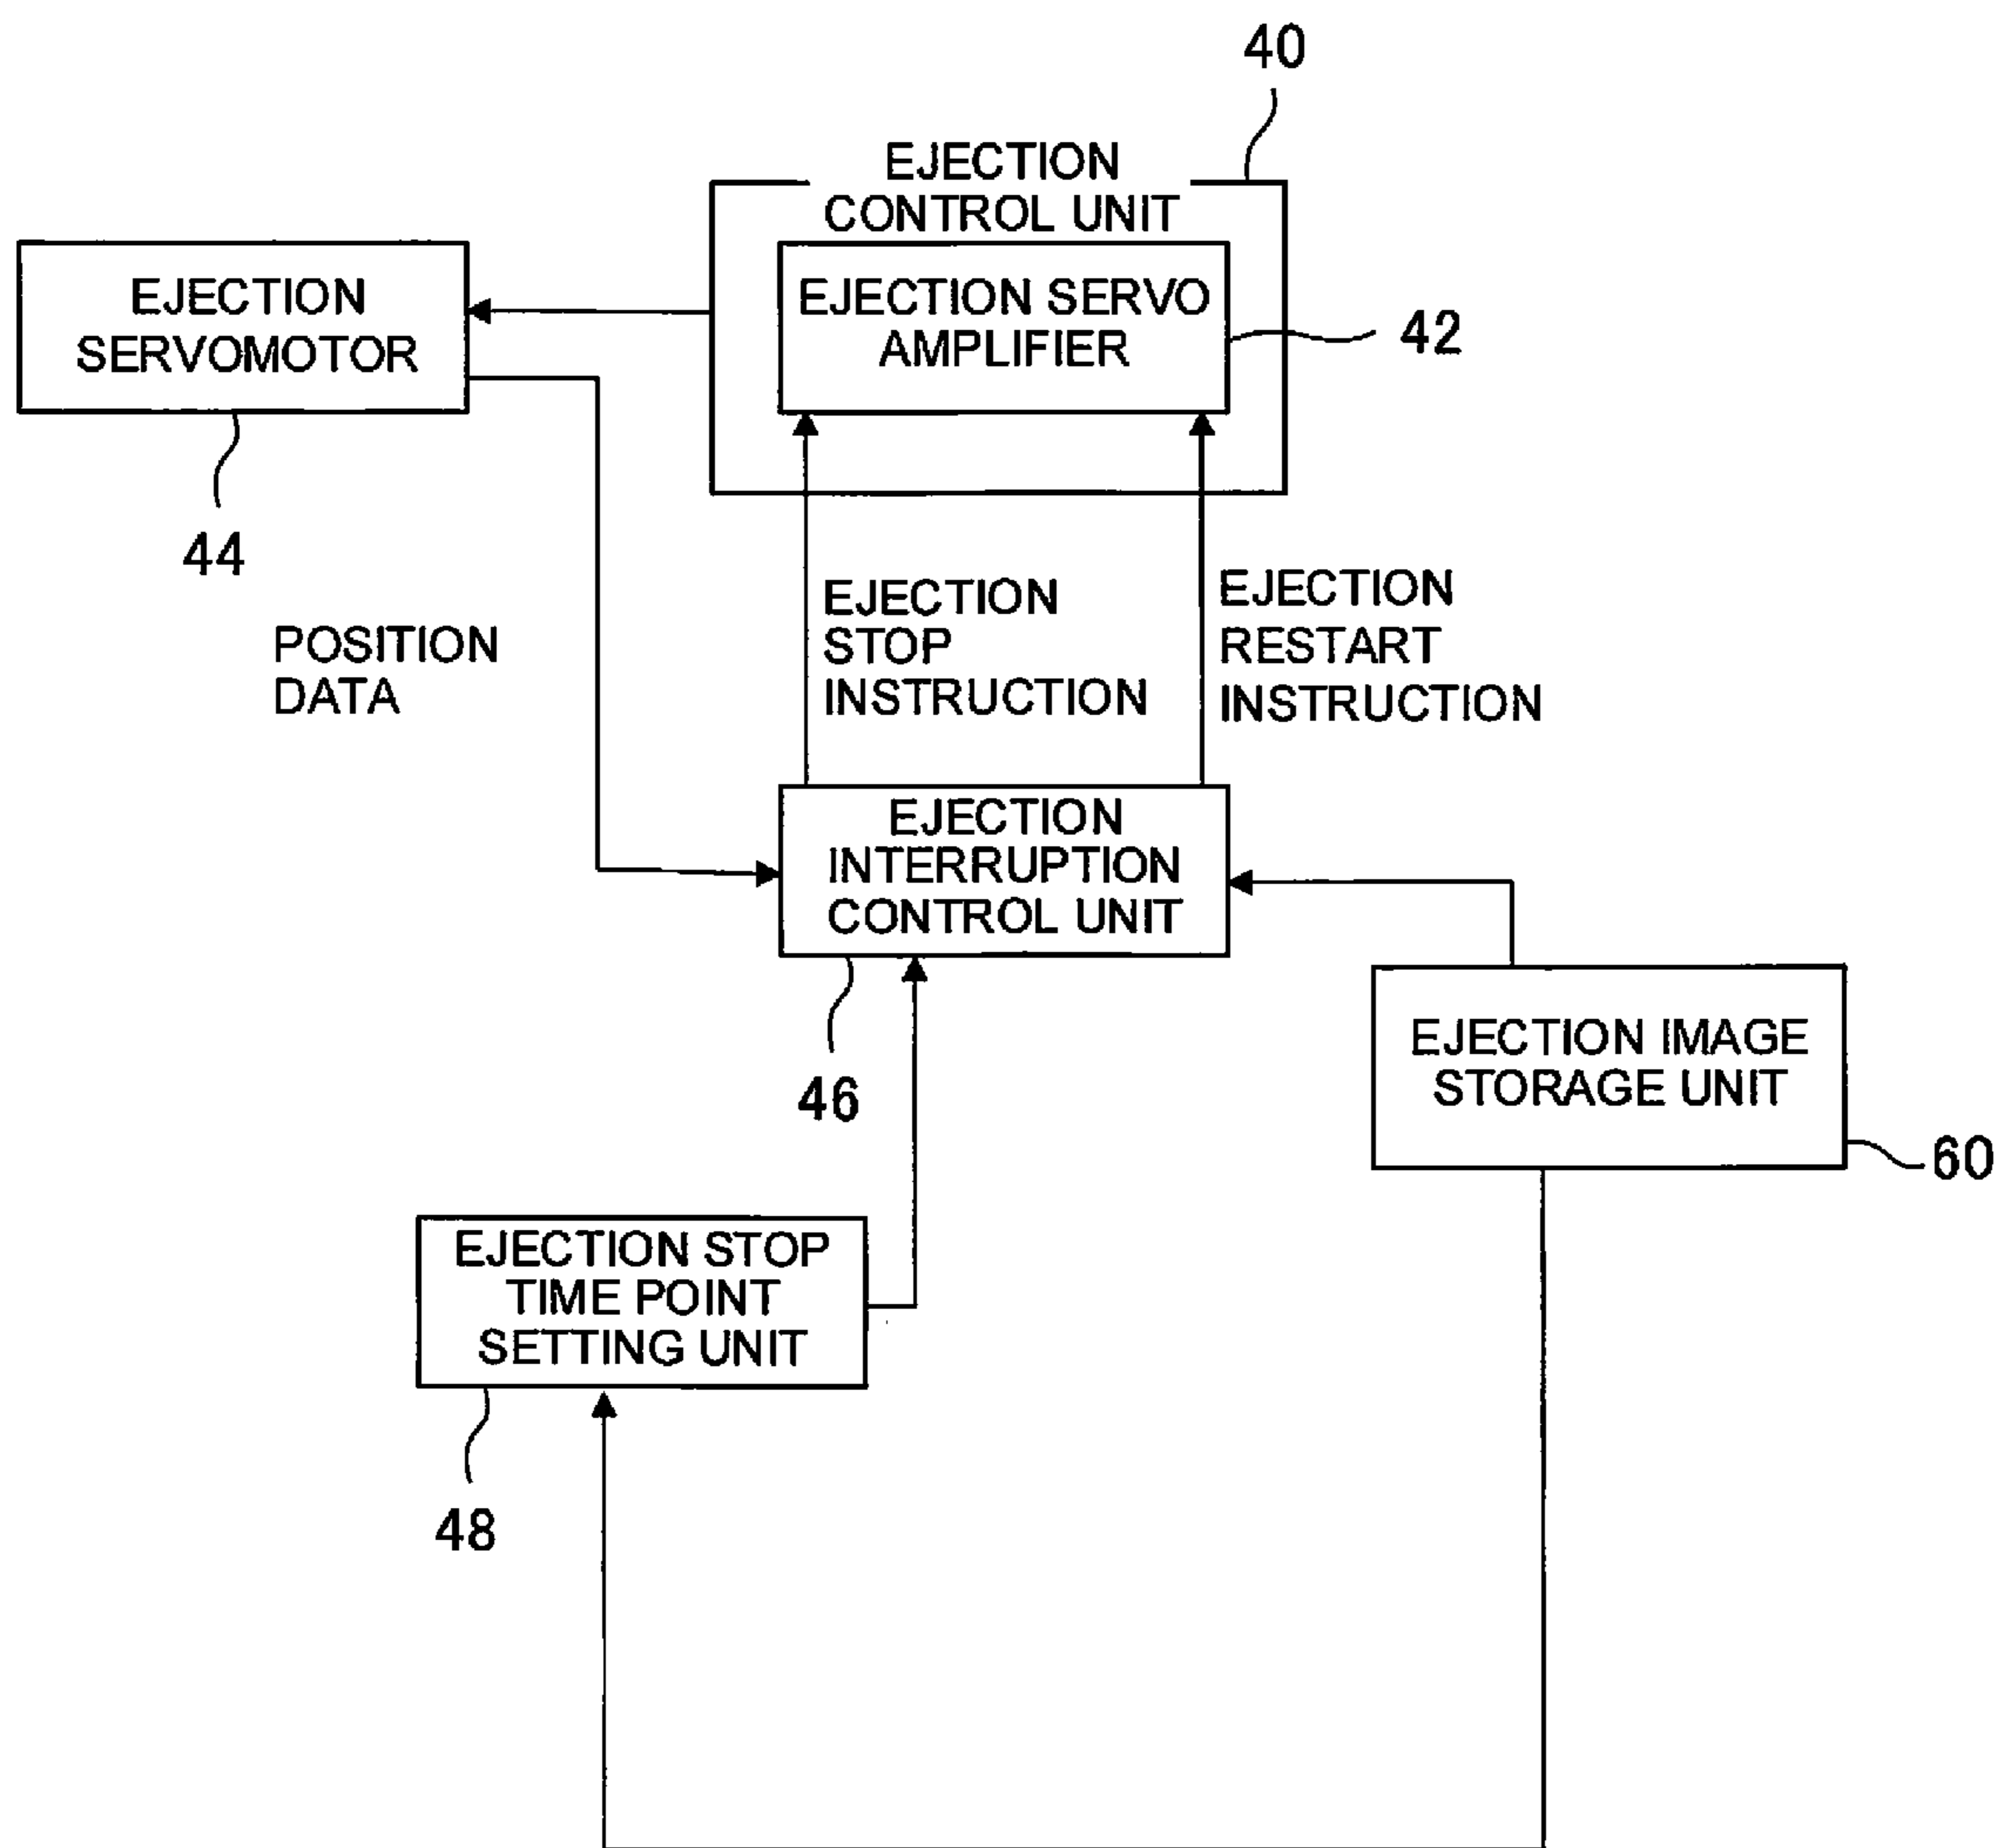 40
EJECTION
CONTROL UNIT
EJECTION
SERVOMOTOR
EJECTION SERVO
AMPLIFIER
42
44
POSITION
DATA
EJECTION
STOP
INSTRUCTION
EJECTION
RESTART
INSTRUCTION
EJECTION
INTERRUPTION
CONTROL UNIT
46
EJECTION IMAGE
STORAGE UNIT
60
EJECTION STOP
TIME POINT
SETTING UNIT
48